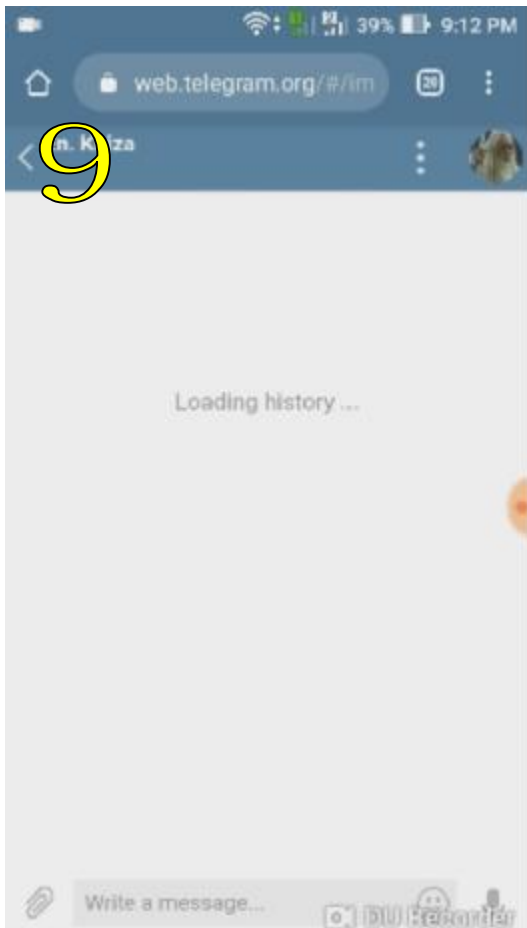 39% 9:12 PM
web.telegram.org/#/im 26
9
Loading history ...
Write a message...
DU Recorder